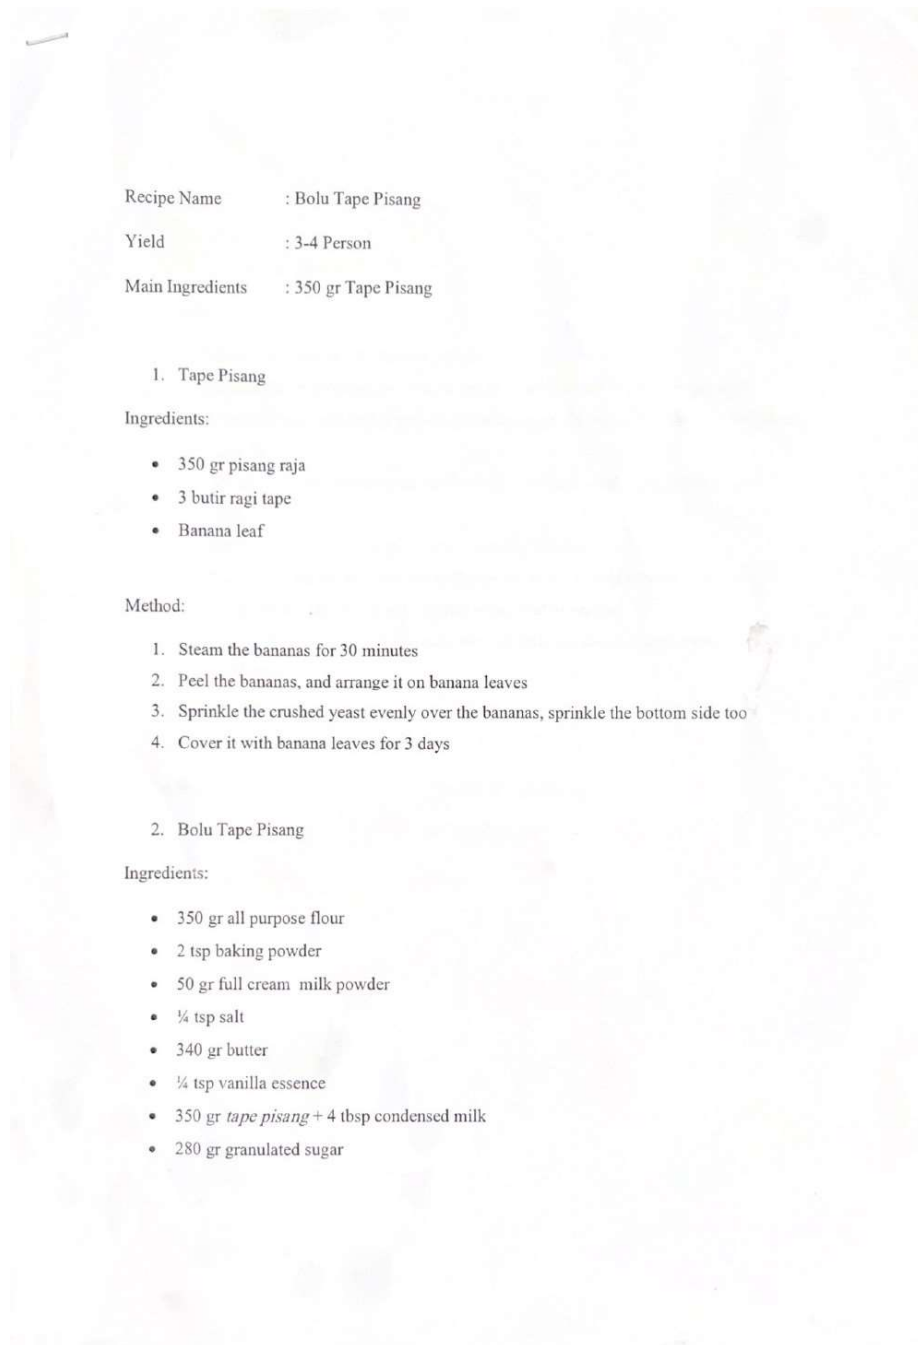 Recipe Name : Bolu Tape Pisang
Yield : 3-4 Person
Main Ingredients : 350 gr Tape Pisang
1. Tape Pisang
Ingredients:
• 350 gr pisang raja
• 3 butir ragi tape
• Banana leaf
Method:
1. Steam the bananas for 30 minutes
2. Peel the bananas, and arrange it on banana leaves
3. Sprinkle the crushed yeast evenly over the bananas, sprinkle the bottom side too
4. Cover it with banana leaves for 3 days
2. Bolu Tape Pisang
Ingredients:
• 350 gr all purpose flour
• 2 tsp baking powder
• 50 gr full cream milk powder
• ¼ tsp salt
• 340 gr butter
• ¼ tsp vanilla essence
• 350 gr tape pisang + 4 tbsp condensed milk
• 280 gr granulated sugar